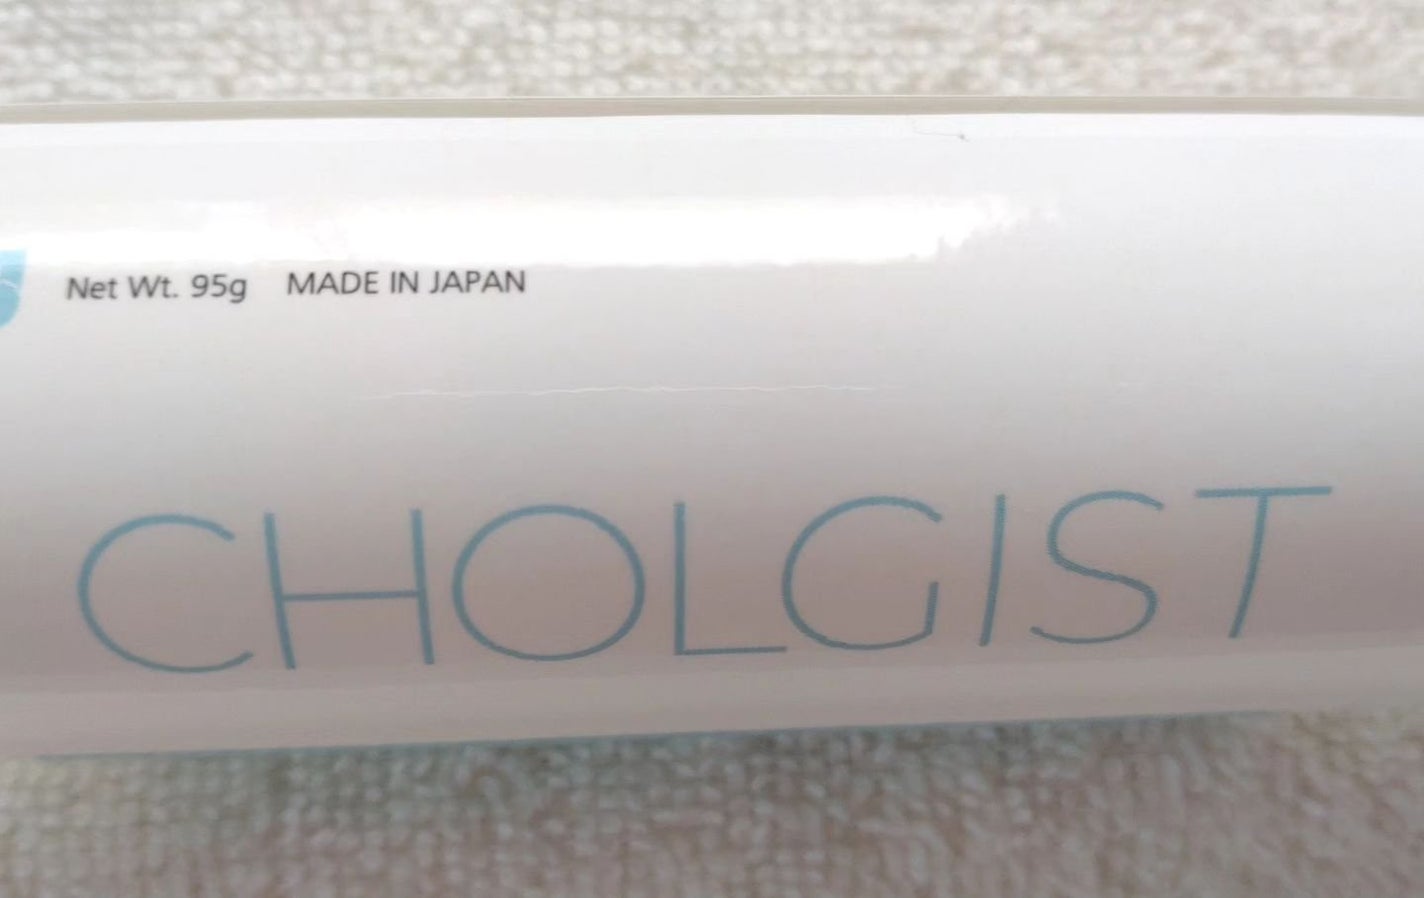 Net Wt. 95g MADE IN JAPAN
CHOLGIST